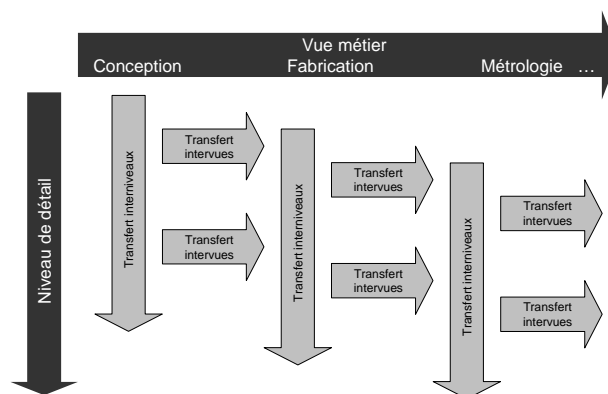 Vue métier
Conception Fabrication Métrologie …
Niveau de détail
Transfert interniveaux
Transfert
intervues
Transfert
intervues
Transfert interniveaux
Transfert
intervues
Transfert
intervues
Transfert interniveaux
Transfert
intervues
Transfert
intervues